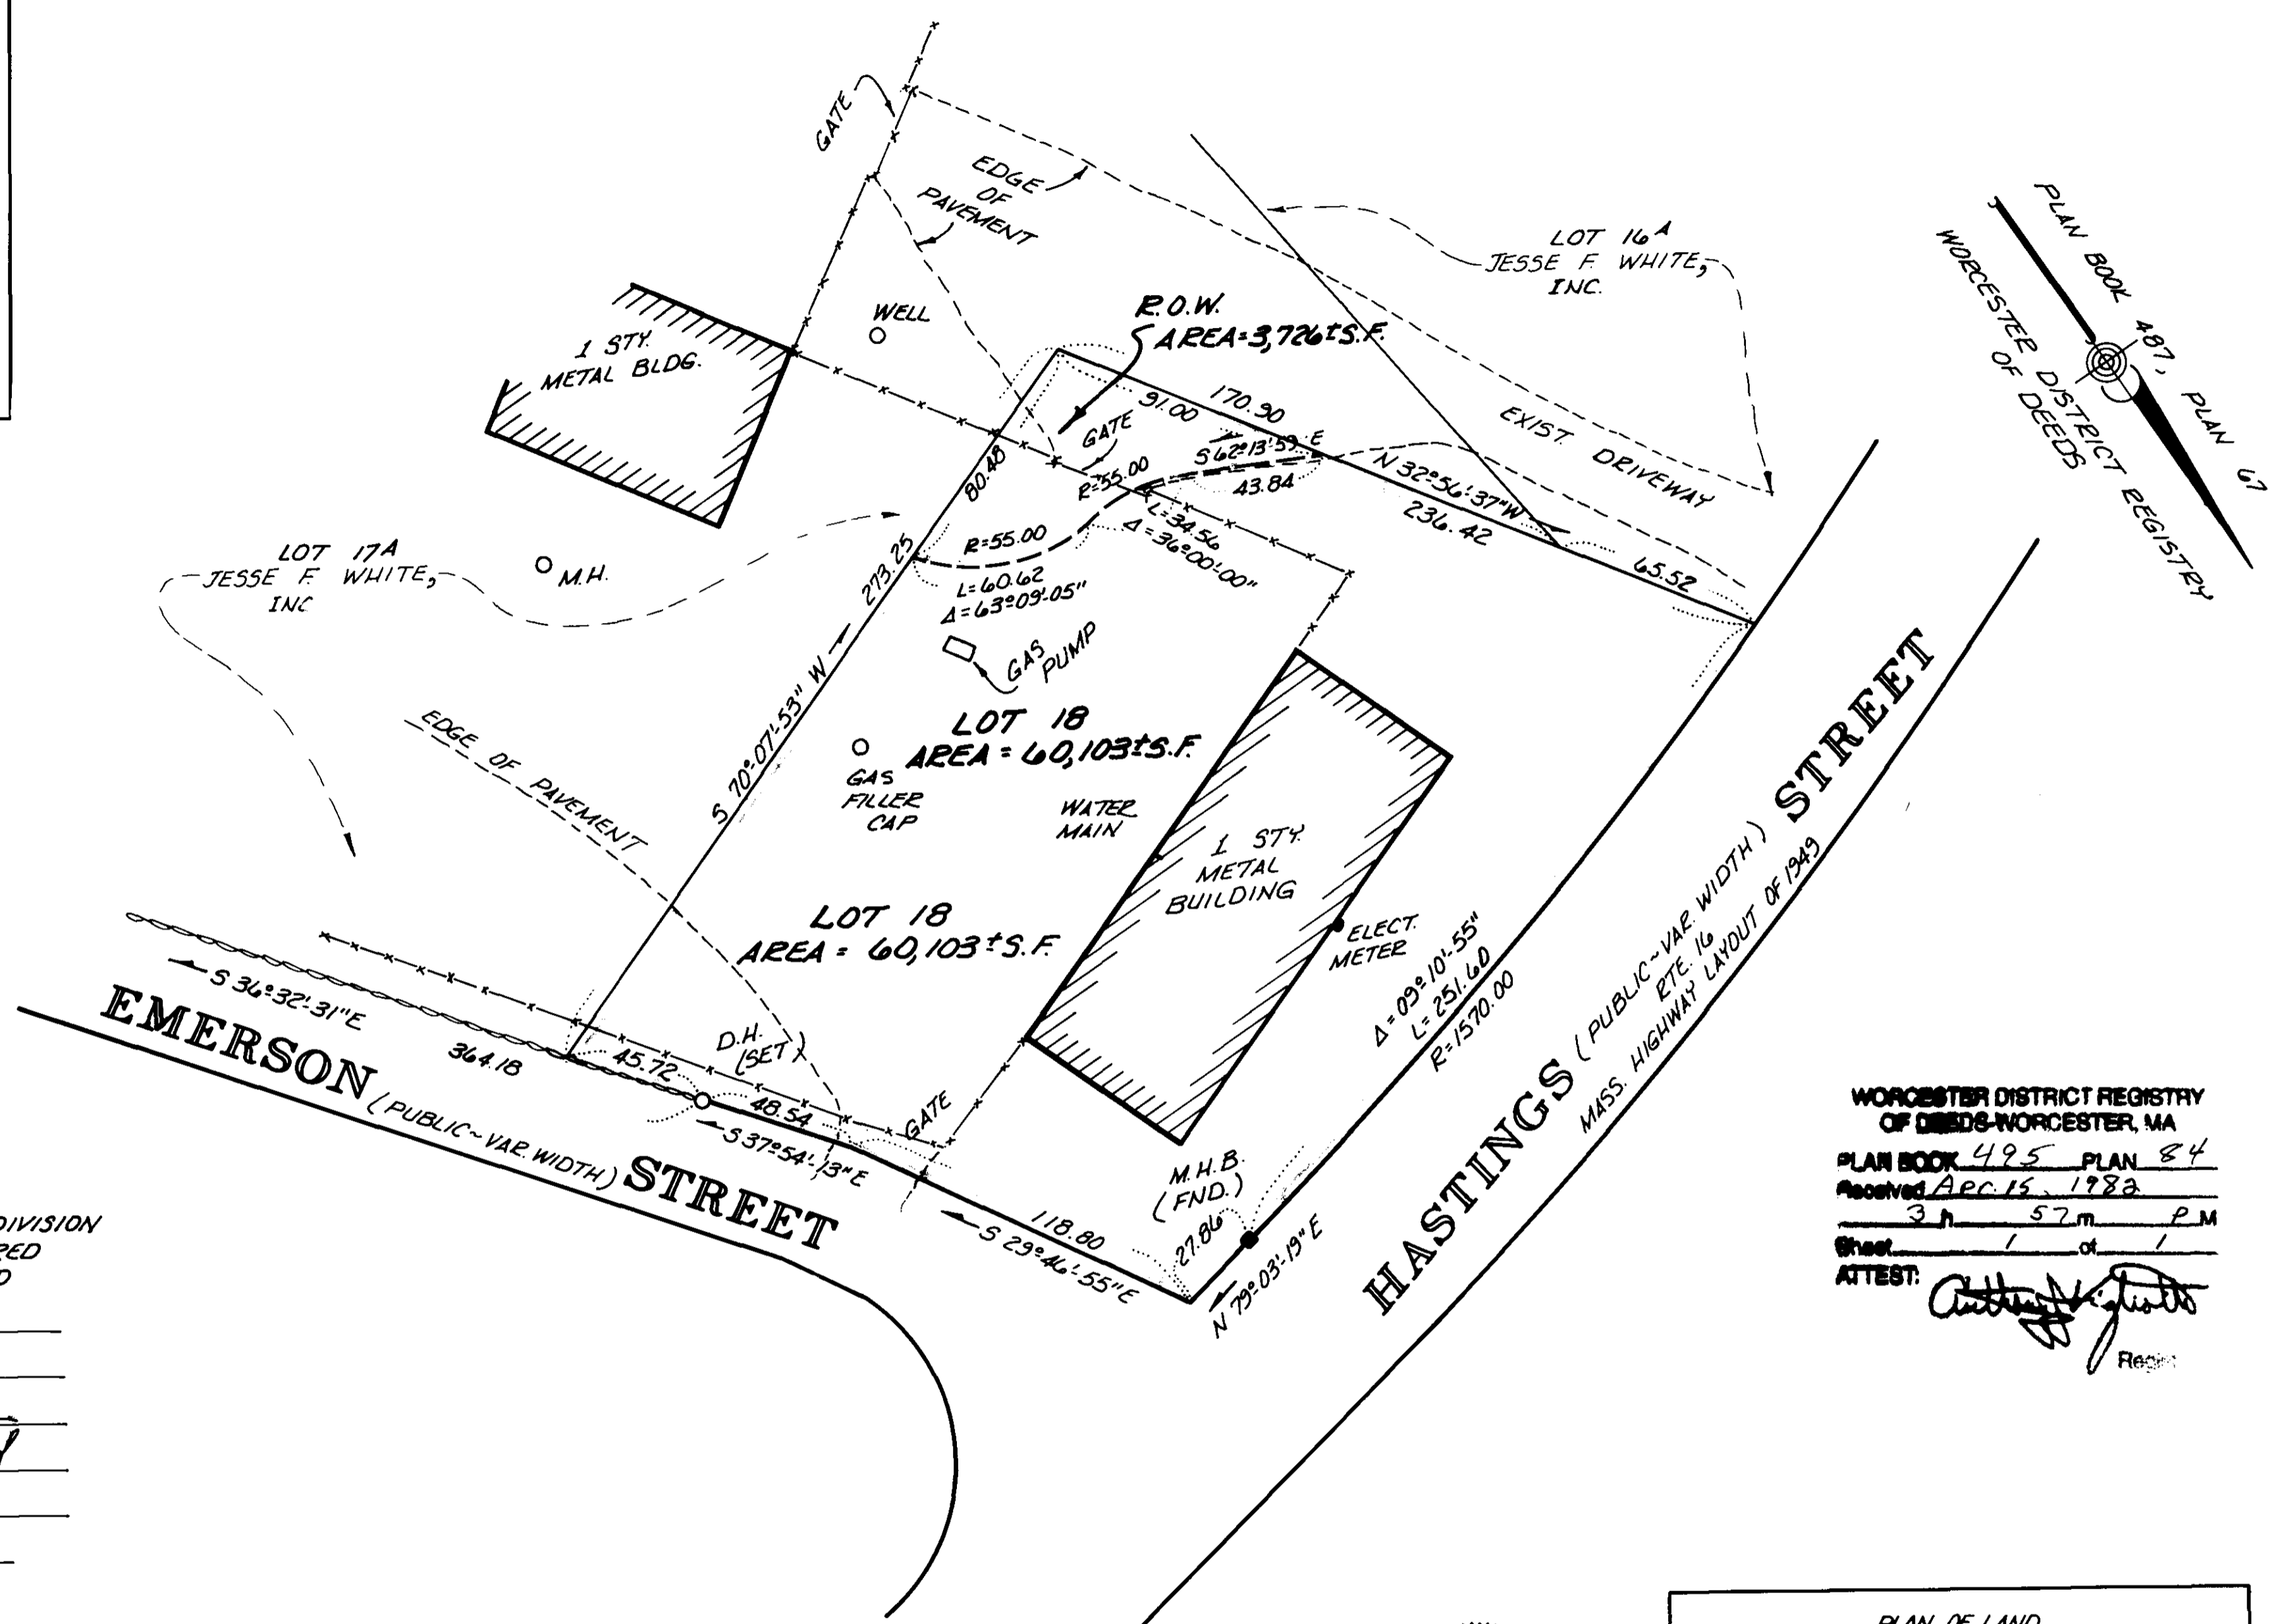 GATE
EDGE
OF
PAVEMENT
LOT 16A
JESSE F. WHITE,
INC.
PLAN BOOK 487, PLAN 67
WORCESTER DISTRICT REGISTRY
OF DEEDS
WELL
R.O.W.
AREA=3,726±S.F.
1 STY.
METAL BLDG.
170.90
91.00
GATE
EXIST. DRIVEWAY
S 62°-13'-59" E
43.84
N 32°-56'-37"W
236.42
65.52
80.48
R=55.00
L=34.56
Δ=36°-00'-00"
R=55.00
L=60.62
Δ=63°-09'-05"
273.25
S 70°-07'-53" W
LOT 17A
JESSE F. WHITE,
INC
M.H.
GAS
PUMP
LOT 18
AREA = 60,103±S.F.
GAS
FILLER
CAP
WATER
MAIN
EDGE OF PAVEMENT
1 STY.
METAL
BUILDING
LOT 18
AREA = 60,103±S.F.
ELECT.
METER
Δ=09°-10'-55"
L=251.60
R=1570.00
HASTINGS (PUBLIC~VAR. WIDTH) STREET
RTE. 16
MASS. HIGHWAY LAYOUT OF 1949
S 36°-32'-31"E
364.18
45.72
D.H.
(SET)
48.54
S 37°-54'-13"E
GATE
EMERSON (PUBLIC~VAR. WIDTH) STREET
118.80
S 29°-46'-55"E
M.H.B.
(FND.)
27.86
N 79°-03'-19"E
WORCESTER DISTRICT REGISTRY
OF DEEDS-WORCESTER, MA
PLAN BOOK 495 PLAN 84
Received Apr. 15, 1982
3 h 57 m P M
Sheet 1 of 1
ATTEST:
PLAN OF LAND